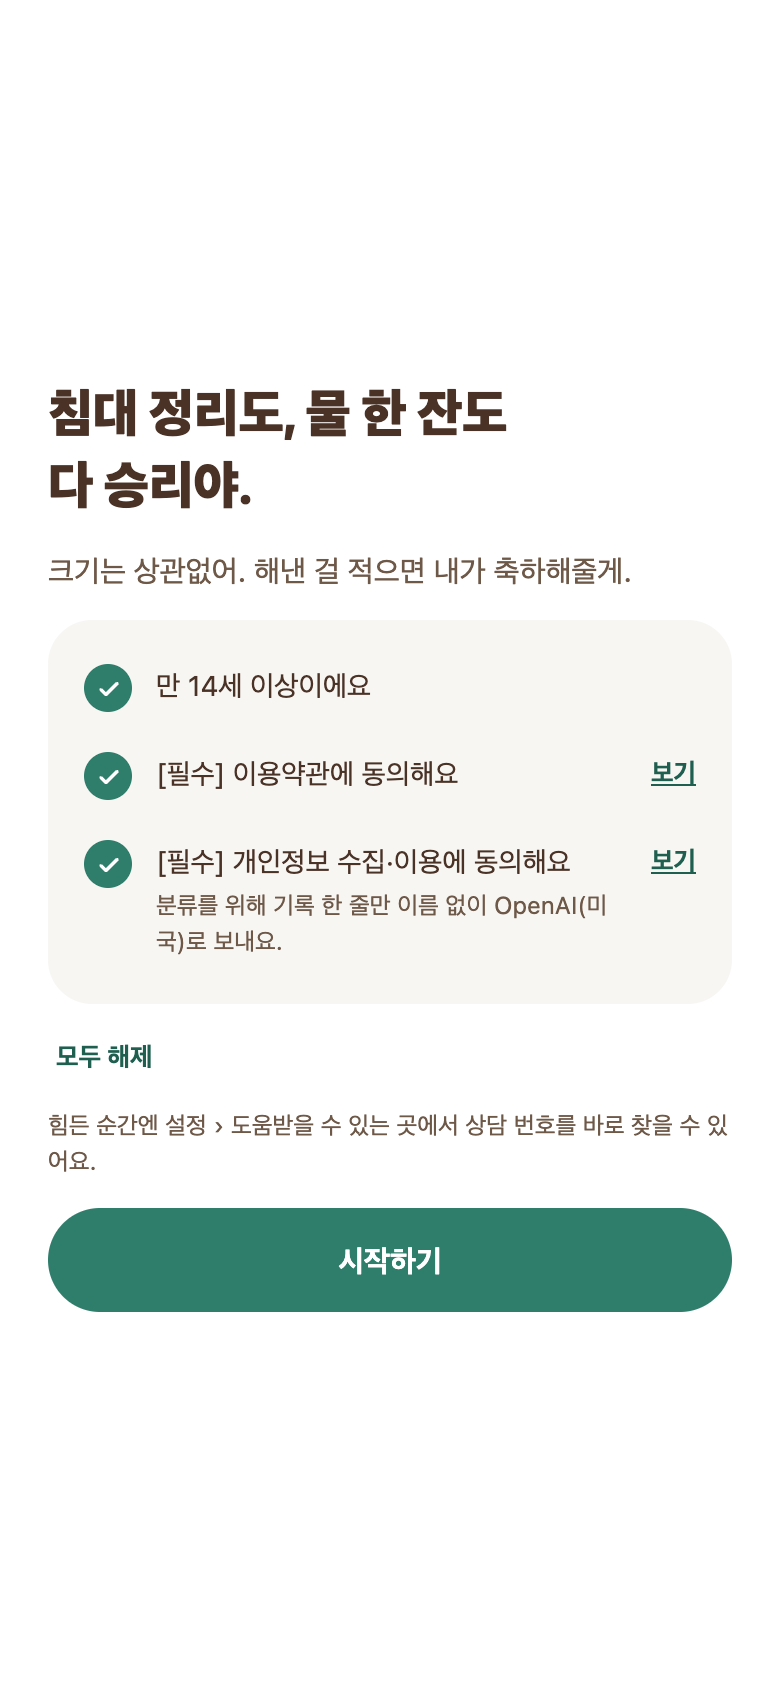 침대 정리도, 물 한 잔도
다 승리야.
크기는 상관없어. 해낸 걸 적으면 내가 축하해줄게.
만 14세 이상이에요
[필수] 이용약관에 동의해요 보기
[필수] 개인정보 수집·이용에 동의해요 보기
분류를 위해 기록 한 줄만 이름 없이 OpenAI(미
국)로 보내요.
모두 해제
힘든 순간엔 설정 › 도움받을 수 있는 곳에서 상담 번호를 바로 찾을 수 있
어요.
시작하기